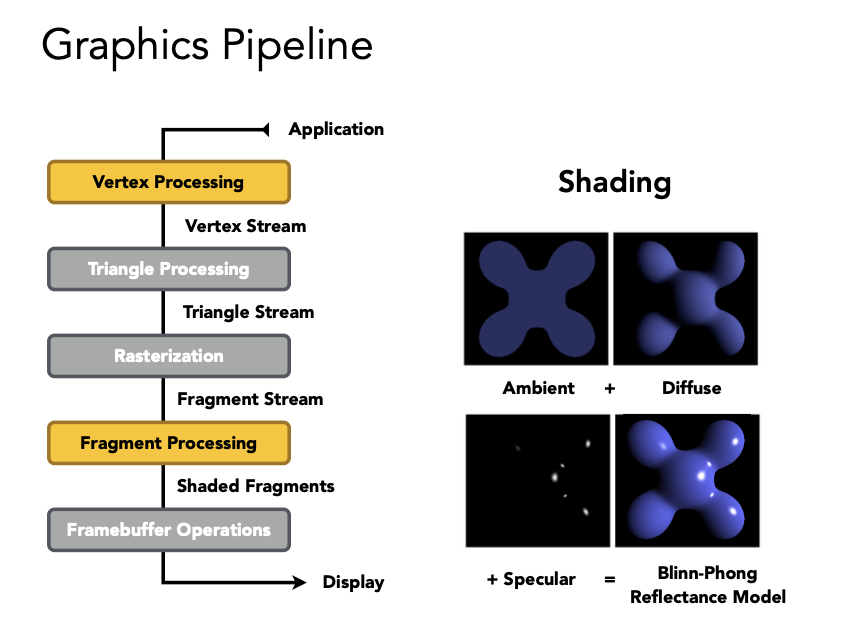 Graphics Pipeline
Application
Vertex Processing
Vertex Stream
Triangle Processing
Triangle Stream
Rasterization
Fragment Stream
Fragment Processing
Shaded Fragments
Framebuffer Operations
Display
Shading
Ambient + Diffuse
+ Specular = Blinn-Phong
Reflectance Model